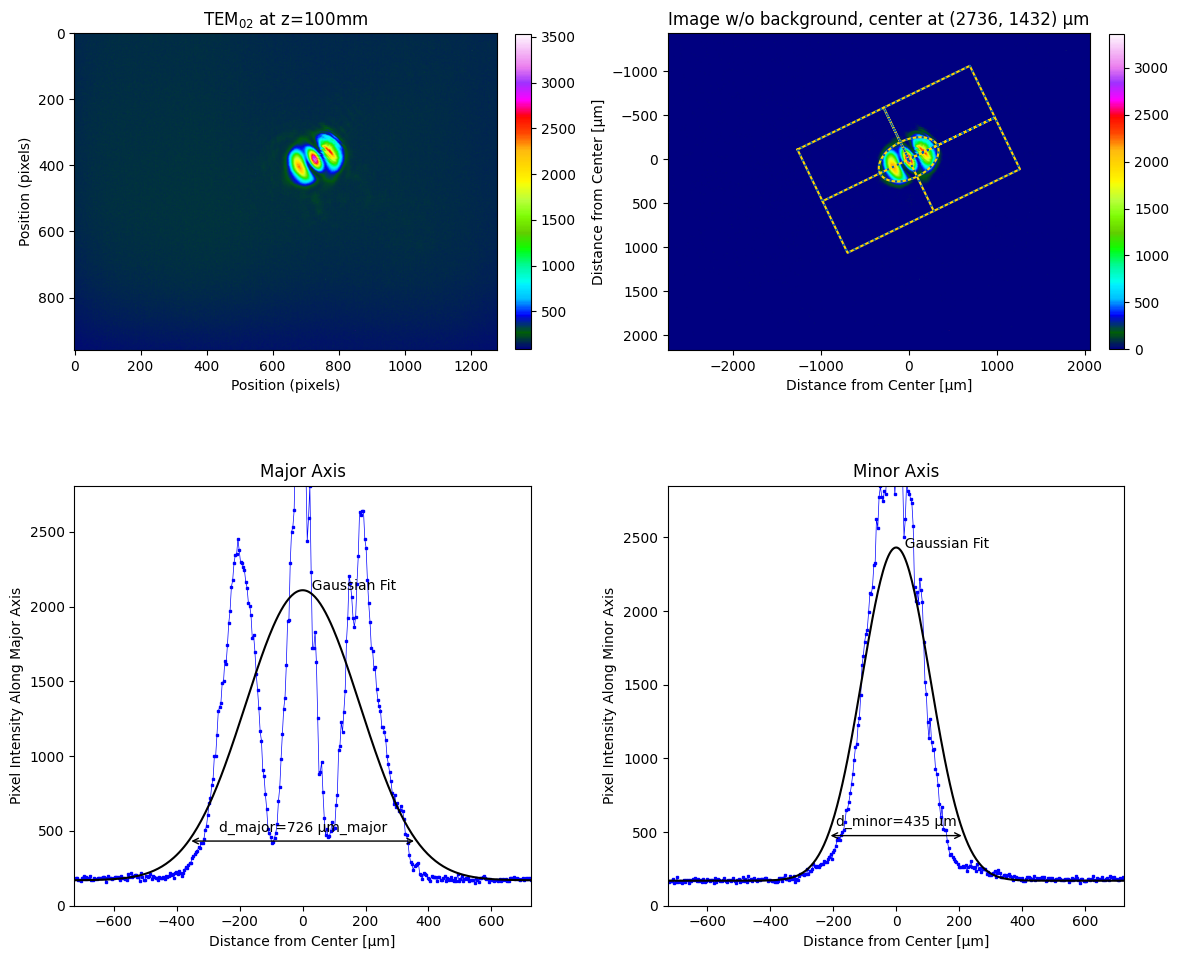 TEM₀₂ at z=100mm
0
200
400
600
800
Position (pixels)
0 200 400 600 800 1000 1200
Position (pixels)
3500
3000
2500
2000
1500
1000
500
Image w/o background, center at (2736, 1432) μm
−1000
−500
0
500
1000
1500
2000
Distance from Center [μm]
−2000 −1000 0 1000 2000
Distance from Center [μm]
3000
2500
2000
1500
1000
500
0
Major Axis
2500
2000
1500
1000
500
0
Pixel Intensity Along Major Axis
Gaussian Fit
d_major=726 μm_major
−600 −400 −200 0 200 400 600
Distance from Center [μm]
Minor Axis
2500
2000
1500
1000
500
0
Pixel Intensity Along Minor Axis
Gaussian Fit
d_minor=435 μm
−600 −400 −200 0 200 400 600
Distance from Center [μm]